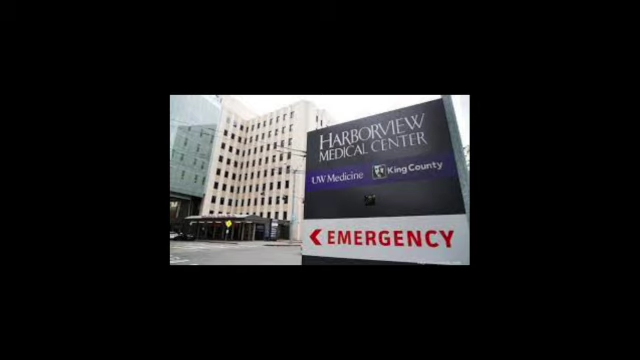 HARBORVIEW
MEDICAL CENTER
UW Medicine
King County
EMERGENCY